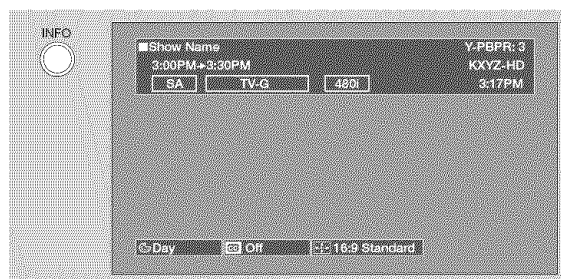 INFO
■Show Name Y-PBPR: 3
3:00PM→3:30PM KXYZ-HD
SA TV-G 480i 3:17PM
Day CC Off 16:9 Standard